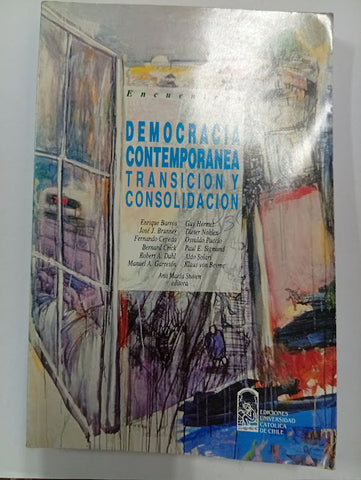 Encuentros
DEMOCRACIA
CONTEMPORANEA
TRANSICION Y
CONSOLIDACION
Enrique Barros Guy Hermet
José J. Brunner Dieter Nohlen
Fernando Cepeda Osvaldo Puccio
Bernard Crick Paul E. Sigmund
Robert A. Dahl Aldo Solari
Manuel A. Garretón Klaus von Beyme
Ana María Stuven
editora
EDICIONES
UNIVERSIDAD
CATOLICA
DE CHILE